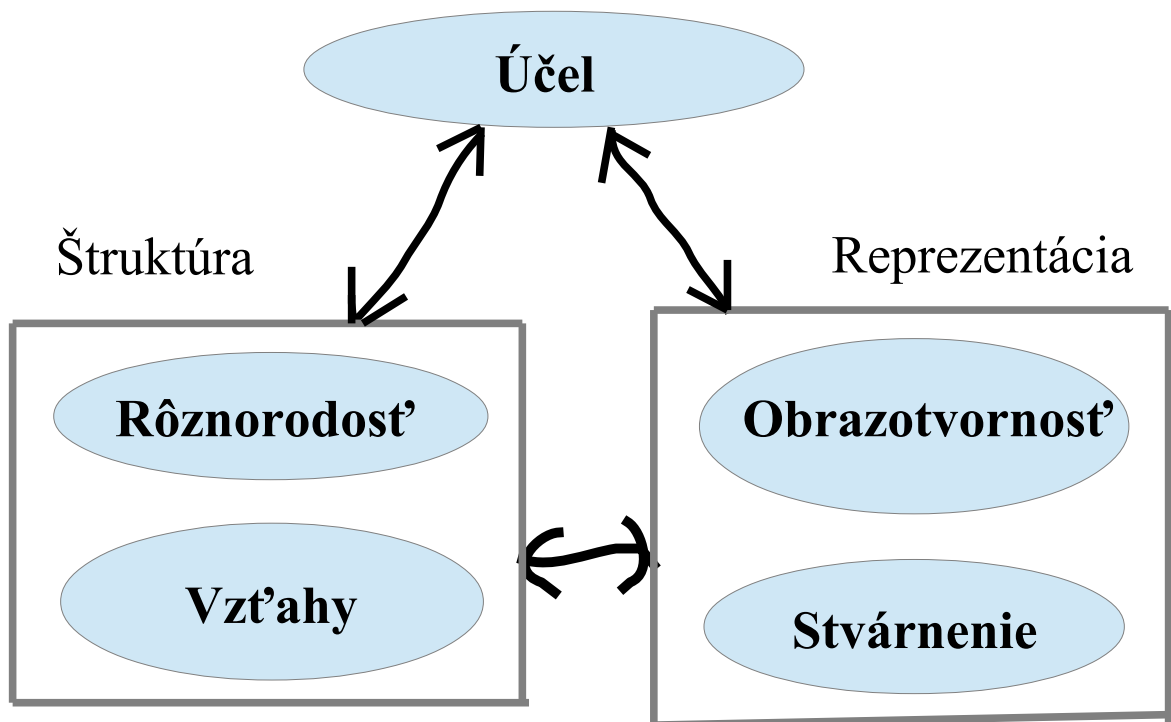 Účel
Štruktúra
Reprezentácia
Rôznorodosť
Obrazotvornosť
Vzťahy
Stvárnenie